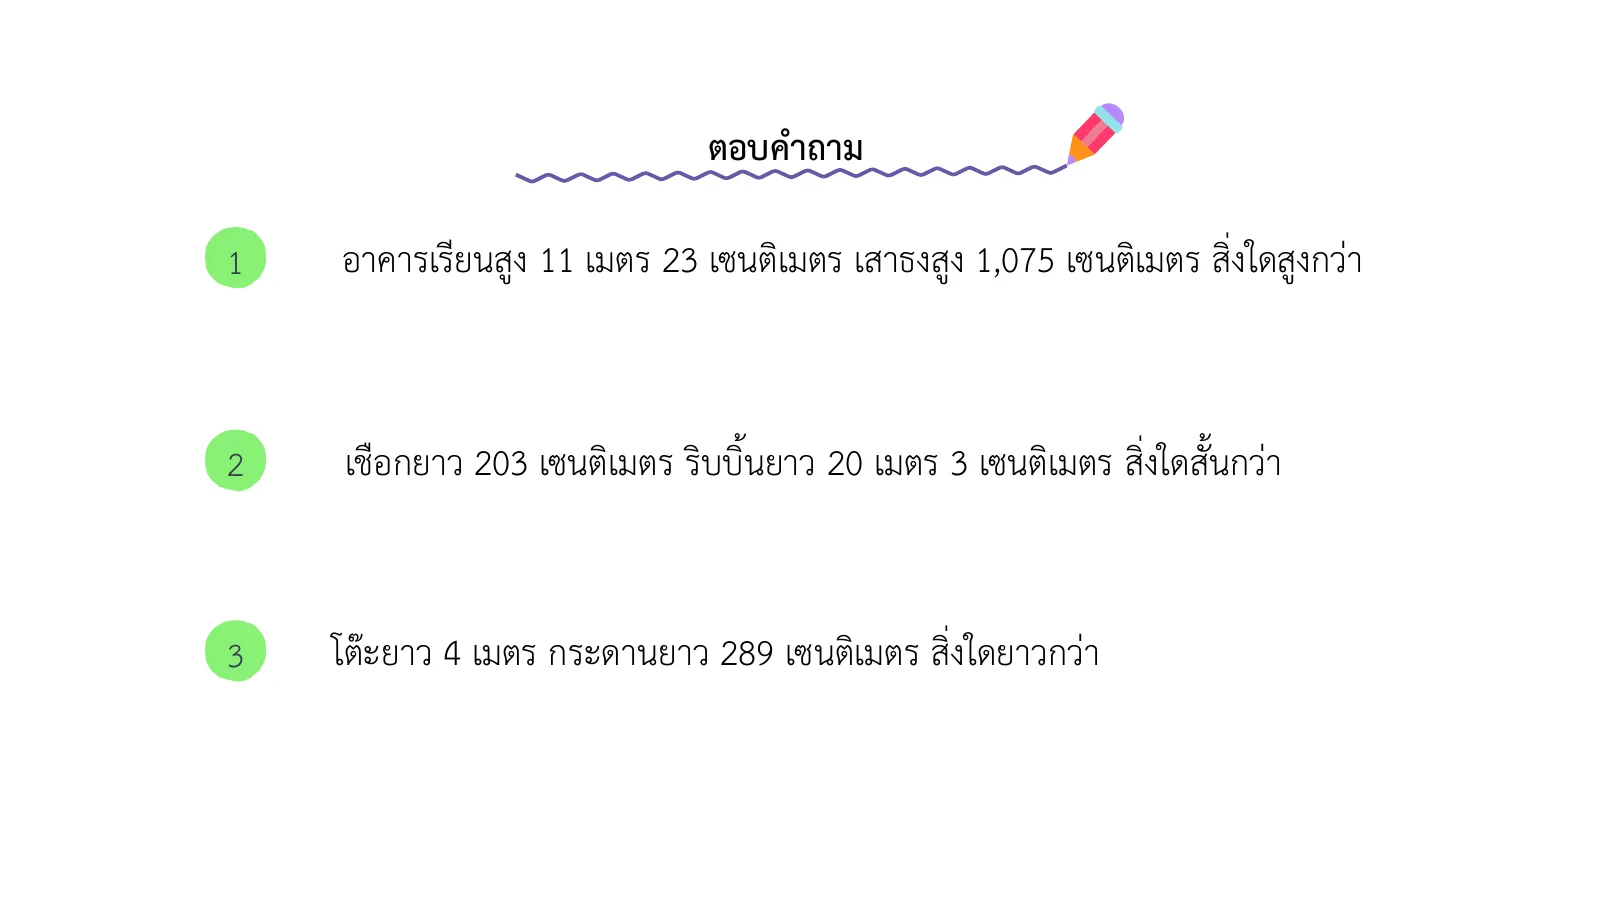 ตอบคำถาม
1 อาคารเรียนสูง 11 เมตร 23 เซนติเมตร เสาธงสูง 1,075 เซนติเมตร สิ่งใดสูงกว่า
2 เชือกยาว 203 เซนติเมตร ริบบิ้นยาว 20 เมตร 3 เซนติเมตร สิ่งใดสั้นกว่า
3 โต๊ะยาว 4 เมตร กระดานยาว 289 เซนติเมตร สิ่งใดยาวกว่า